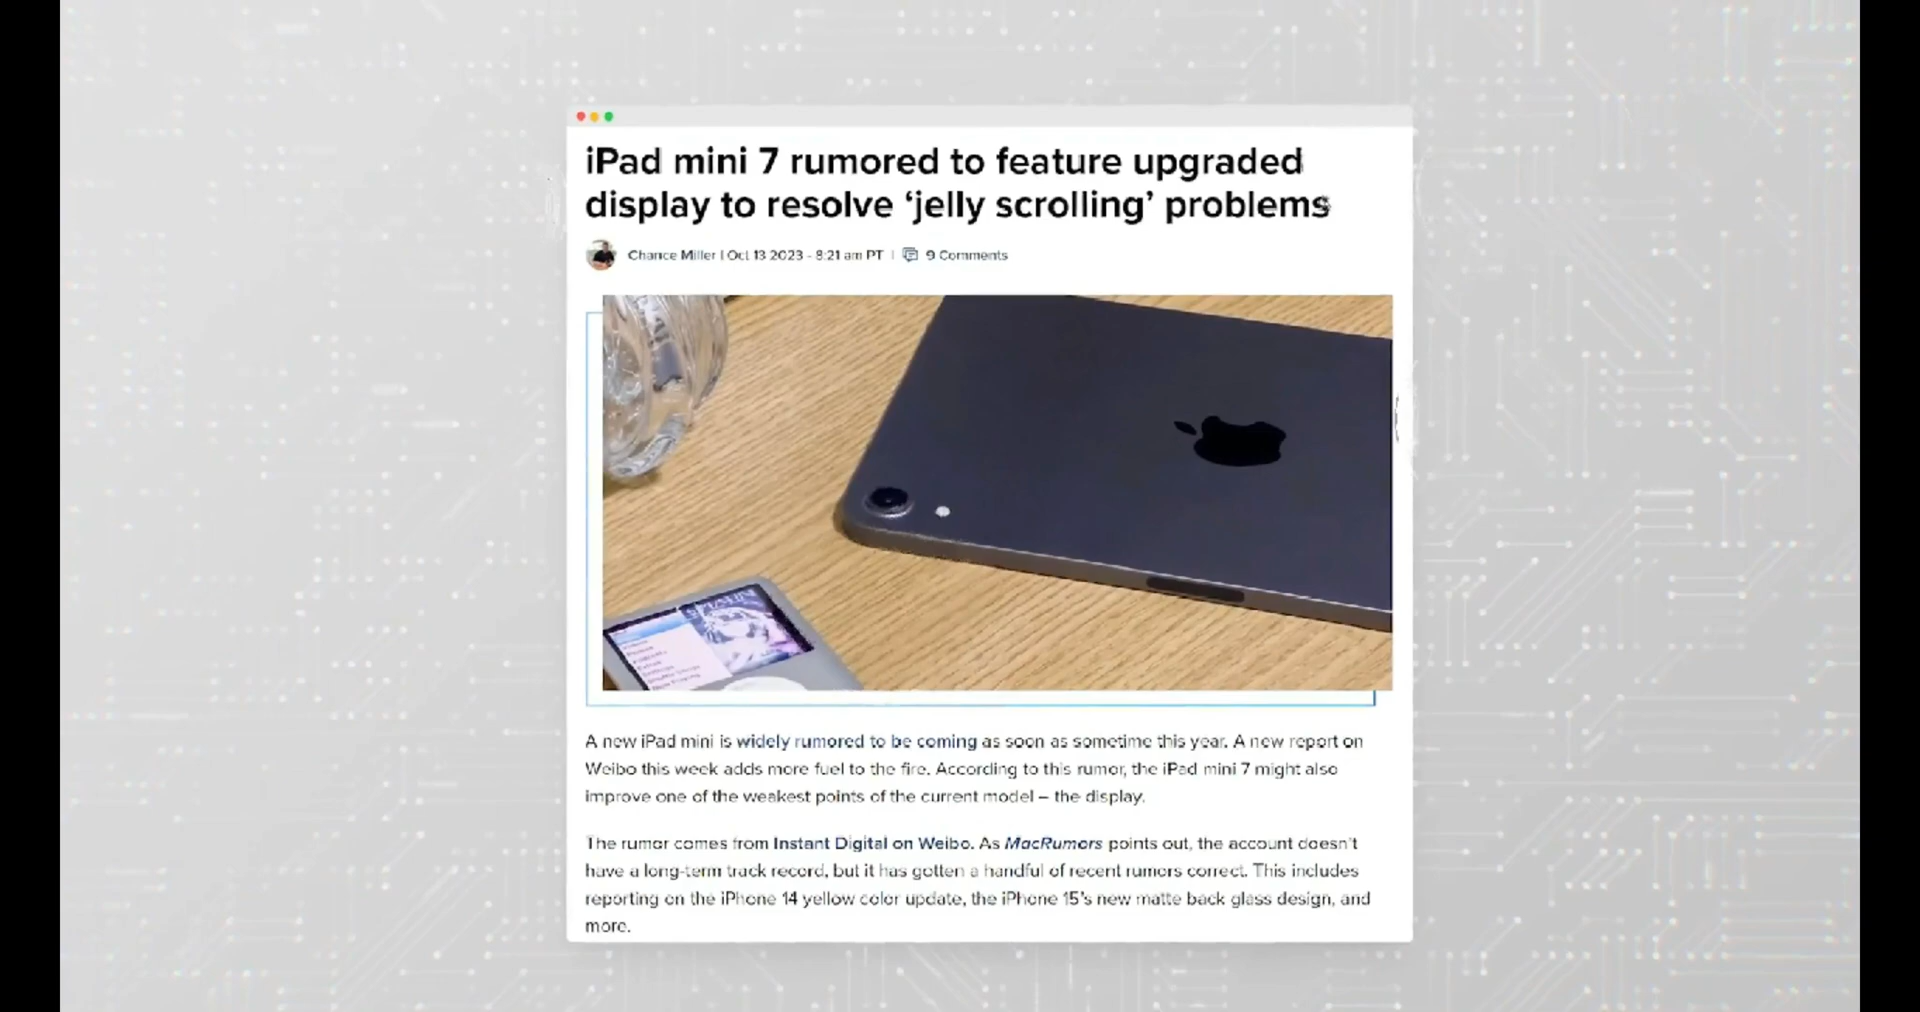 iPad mini 7 rumored to feature upgraded
display to resolve ‘jelly scrolling’ problems
Chance Miller | Oct 13 2023 - 8:21 am PT | 9 Comments
A new iPad mini is widely rumored to be coming as soon as sometime this year. A new report on
Weibo this week adds more fuel to the fire. According to this rumor, the iPad mini 7 might also
improve one of the weakest points of the current model – the display.
The rumor comes from Instant Digital on Weibo. As MacRumors points out, the account doesn’t
have a long-term track record, but it has gotten a handful of recent rumors correct. This includes
reporting on the iPhone 14 yellow color update, the iPhone 15’s new matte back glass design, and
more.